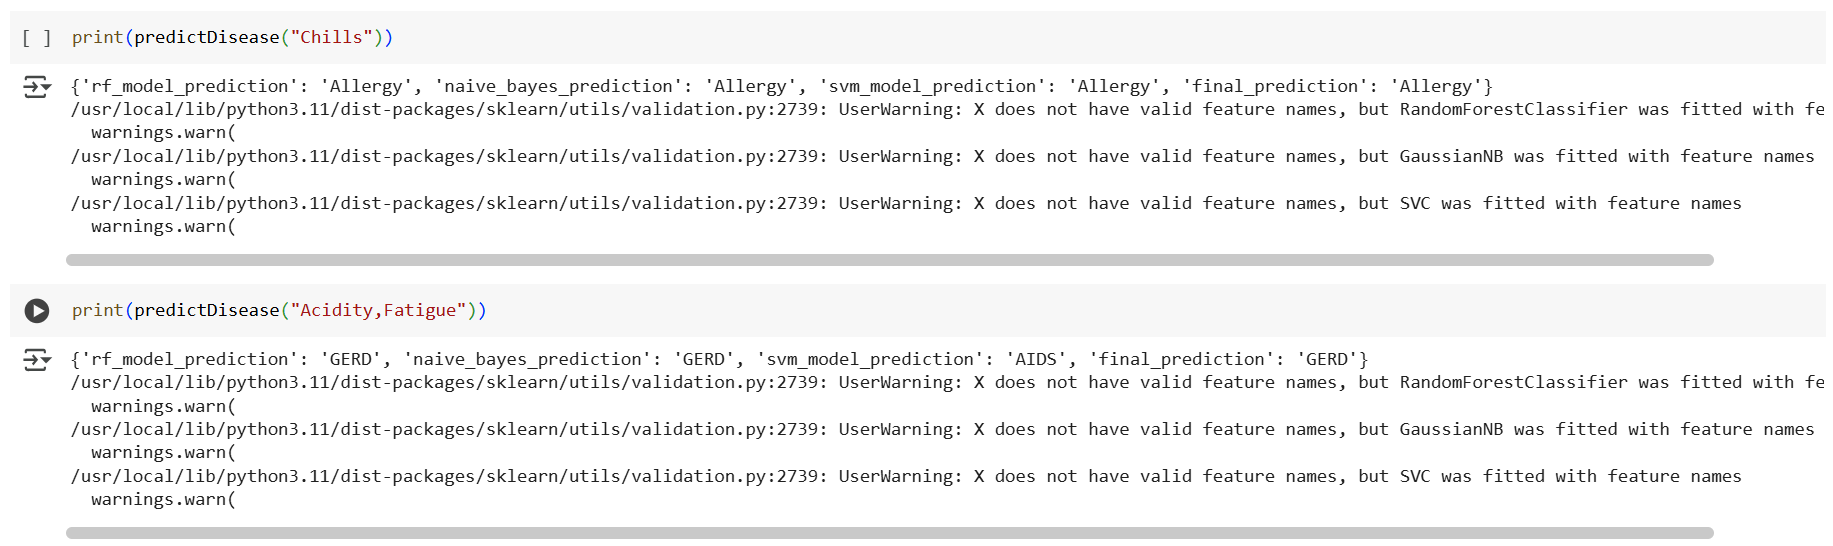 [ ] print(predictDisease("Chills"))
{'rf_model_prediction': 'Allergy', 'naive_bayes_prediction': 'Allergy', 'svm_model_prediction': 'Allergy', 'final_prediction': 'Allergy'}
/usr/local/lib/python3.11/dist-packages/sklearn/utils/validation.py:2739: UserWarning: X does not have valid feature names, but RandomForestClassifier was fitted with fe
  warnings.warn(
/usr/local/lib/python3.11/dist-packages/sklearn/utils/validation.py:2739: UserWarning: X does not have valid feature names, but GaussianNB was fitted with feature names
  warnings.warn(
/usr/local/lib/python3.11/dist-packages/sklearn/utils/validation.py:2739: UserWarning: X does not have valid feature names, but SVC was fitted with feature names
  warnings.warn(
print(predictDisease("Acidity,Fatigue"))
{'rf_model_prediction': 'GERD', 'naive_bayes_prediction': 'GERD', 'svm_model_prediction': 'AIDS', 'final_prediction': 'GERD'}
/usr/local/lib/python3.11/dist-packages/sklearn/utils/validation.py:2739: UserWarning: X does not have valid feature names, but RandomForestClassifier was fitted with fe
  warnings.warn(
/usr/local/lib/python3.11/dist-packages/sklearn/utils/validation.py:2739: UserWarning: X does not have valid feature names, but GaussianNB was fitted with feature names
  warnings.warn(
/usr/local/lib/python3.11/dist-packages/sklearn/utils/validation.py:2739: UserWarning: X does not have valid feature names, but SVC was fitted with feature names
  warnings.warn(